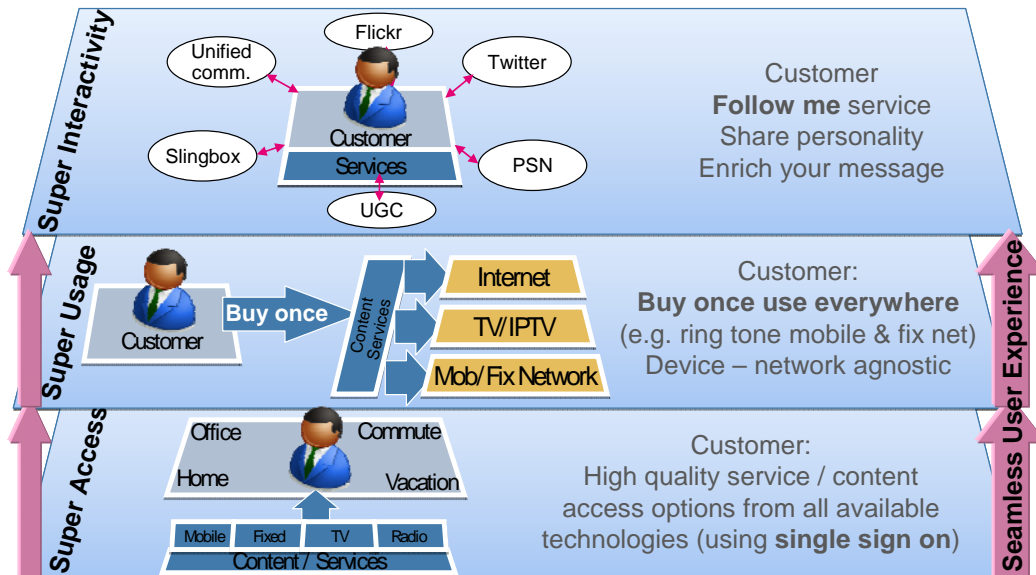 Super Interactivity
Flickr
Unified
comm.
Twitter
Customer
Services
Slingbox
PSN
UGC
Customer
Follow me service
Share personality
Enrich your message
Super Usage
Customer
Buy once
Content
Services
Internet
TV/IPTV
Mob/Fix Network
Customer:
Buy once use everywhere
(e.g. ring tone mobile & fix net)
Device – network agnostic
Super Access
Office
Commute
Home
Vacation
Mobile
Fixed
TV
Radio
Content / Services
Customer:
High quality service / content
access options from all available
technologies (using single sign on)
Seamless User Experience